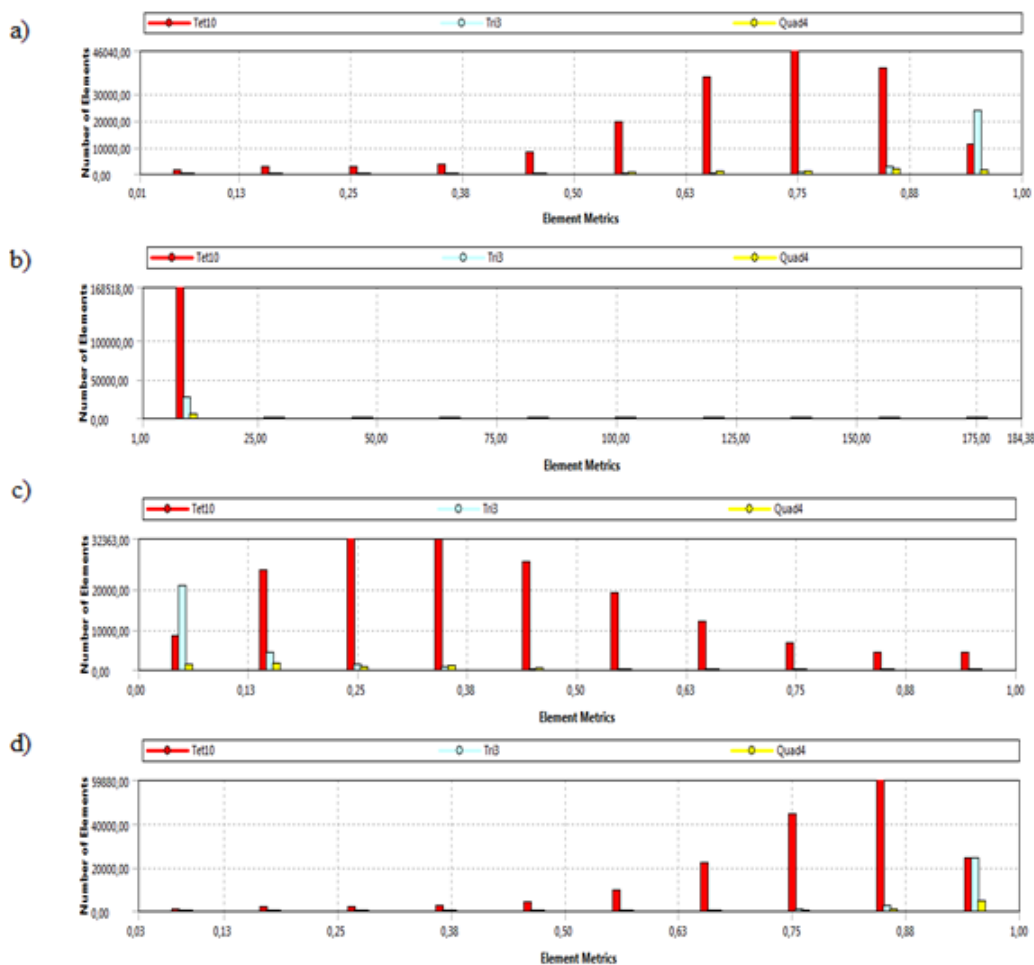 a)
Tet10 Tri3 Quad4
46040,00
30000,00
20000,00
10000,00
0,00
Number of Elements
0,01 0,13 0,25 0,38 0,50 0,63 0,75 0,88 1,00
Element Metrics
b)
Tet10 Tri3 Quad4
168518,00
100000,00
50000,00
0,00
Number of Elements
1,00 25,00 50,00 75,00 100,00 125,00 150,00 175,00 184,38
Element Metrics
c)
Tet10 Tri3 Quad4
32363,00
20000,00
10000,00
0,00
Number of Elements
0,00 0,13 0,25 0,38 0,50 0,63 0,75 0,88 1,00
Element Metrics
d)
Tet10 Tri3 Quad4
59880,00
40000,00
20000,00
0,00
Number of Elements
0,03 0,13 0,25 0,38 0,50 0,63 0,75 0,88 1,00
Element Metrics